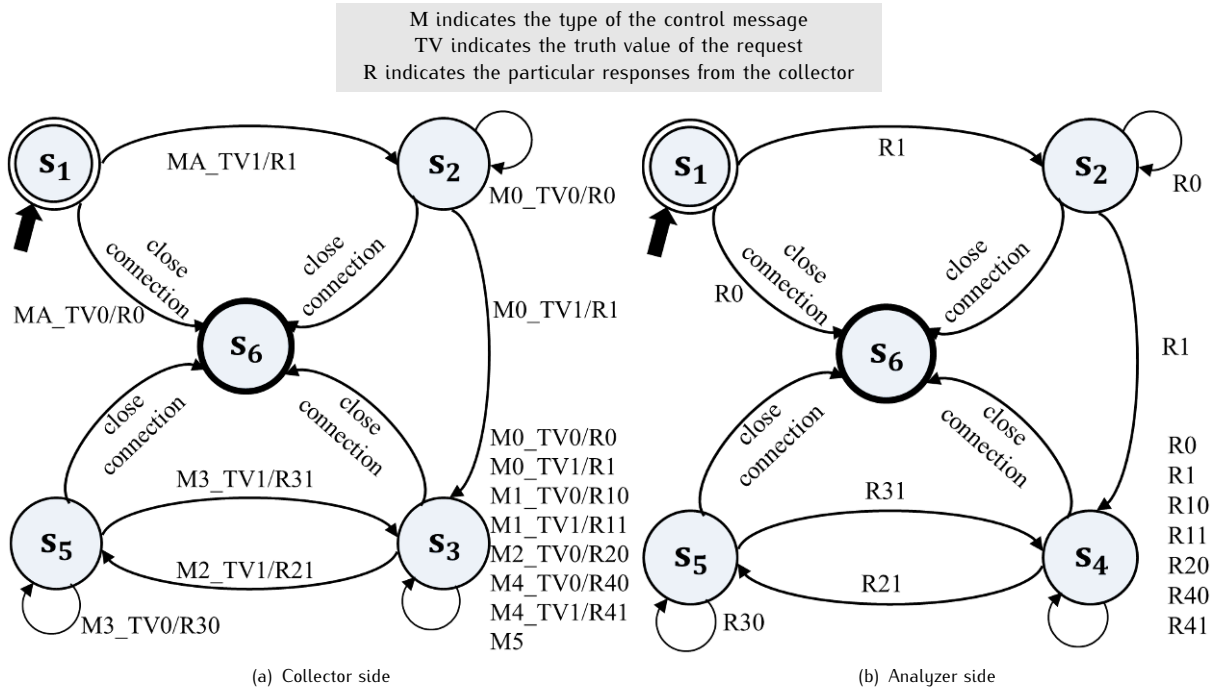 M indicates the type of the control message
TV indicates the truth value of the request
R indicates the particular responses from the collector
s1
MA_TV1/R1
s2
M0_TV0/R0
close
connection
close
connection
MA_TV0/R0
M0_TV1/R1
s6
close
connection
close
connection
M0_TV0/R0
M0_TV1/R1
M1_TV0/R10
M1_TV1/R11
M2_TV0/R20
M4_TV0/R40
M4_TV1/R41
M5
M3_TV1/R31
s5
s3
M2_TV1/R21
M3_TV0/R30
(a) Collector side
s1
R1
s2
R0
close
connection
close
connection
R0
R1
s6
close
connection
close
connection
R0
R1
R10
R11
R20
R40
R41
R31
s5
s4
R21
R30
(b) Analyzer side